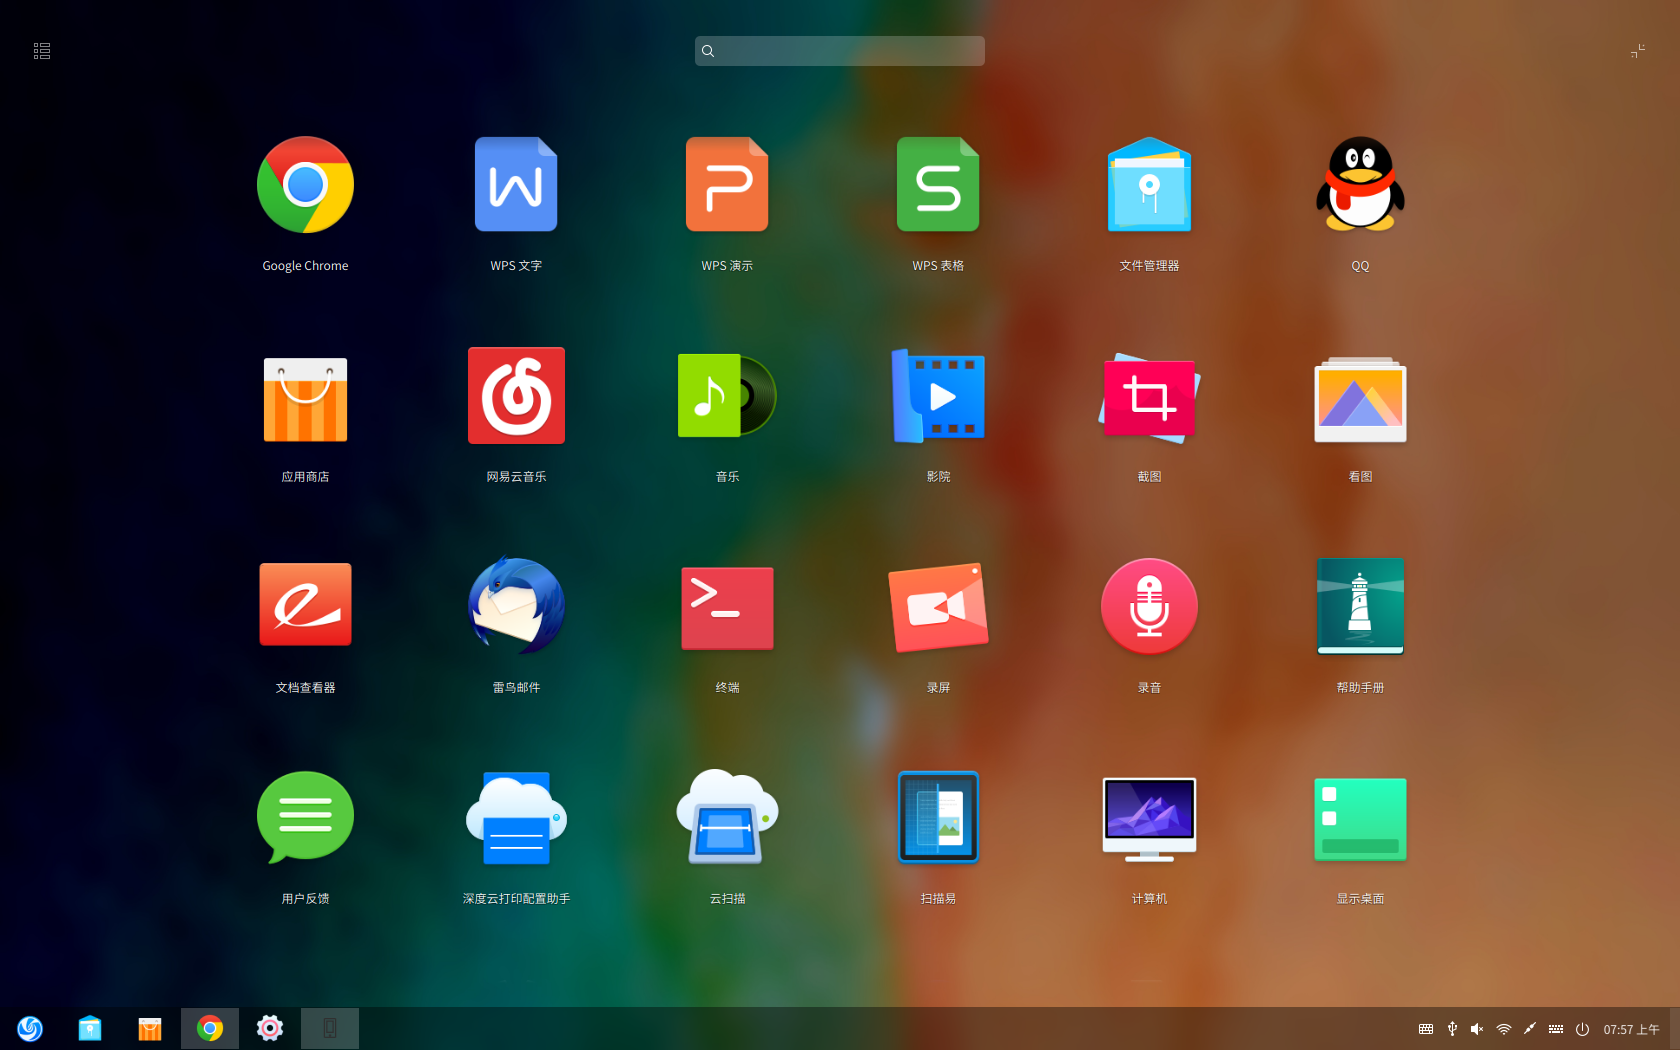 Google Chrome
WPS 文字
WPS 演示
WPS 表格
文件管理器
QQ
应用商店
网易云音乐
音乐
影院
截图
看图
文档查看器
雷鸟邮件
终端
录屏
录音
帮助手册
用户反馈
深度云打印配置助手
云扫描
扫描易
计算机
显示桌面
07:57 上午